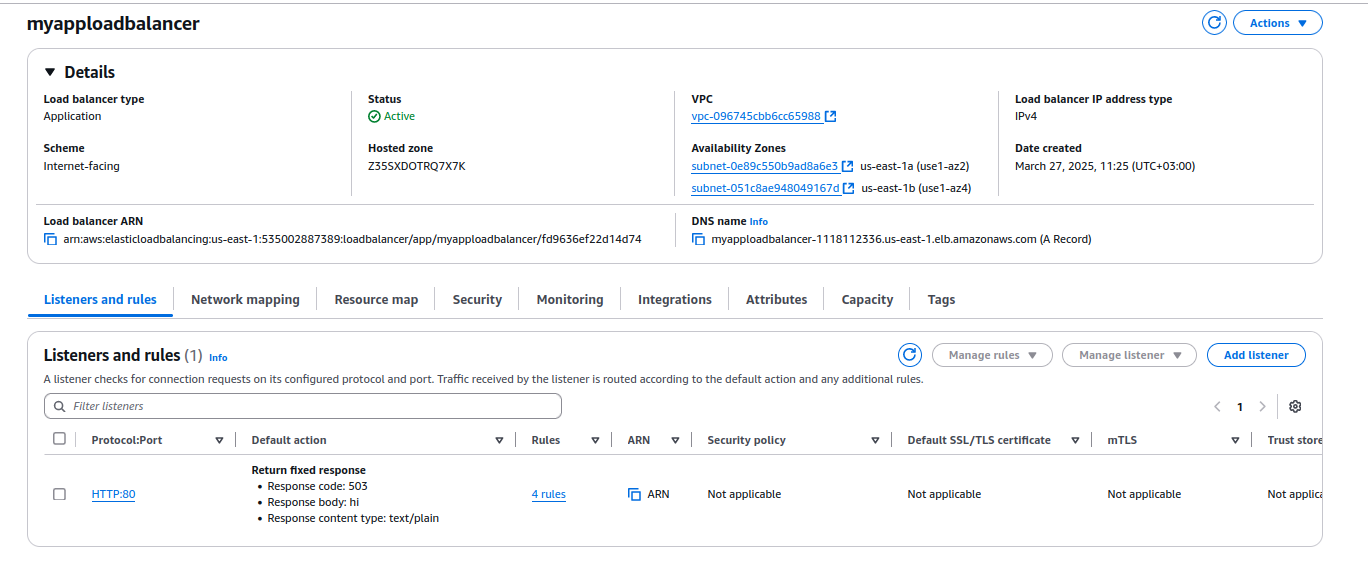 myapploadbalancer
Actions
Details
Load balancer type
Application
Status
Active
VPC
vpc-096745cbb6cc65988
Load balancer IP address type
IPv4
Scheme
Internet-facing
Hosted zone
Z35SXDOTRQ7X7K
Availability Zones
subnet-0e89c550b9ad8a6e3 us-east-1a (use1-az2)
subnet-051c8ae948049167d us-east-1b (use1-az4)
Date created
March 27, 2025, 11:25 (UTC+03:00)
Load balancer ARN
arn:aws:elasticloadbalancing:us-east-1:535002887389:loadbalancer/app/myapploadbalancer/fd9636ef22d14d74
DNS name Info
myapploadbalancer-1118112336.us-east-1.elb.amazonaws.com (A Record)
Listeners and rules Network mapping Resource map Security Monitoring Integrations Attributes Capacity Tags
Listeners and rules (1) Info
Manage rules Manage listener Add listener
A listener checks for connection requests on its configured protocol and port. Traffic received by the listener is routed according to the default action and any additional rules.
Filter listeners
1
Protocol:Port Default action Rules ARN Security policy Default SSL/TLS certificate mTLS Trust store
Return fixed response
• Response code: 503
HTTP:80 • Response body: hi 4 rules ARN Not applicable Not applicable Not applicable Not applica
• Response content type: text/plain